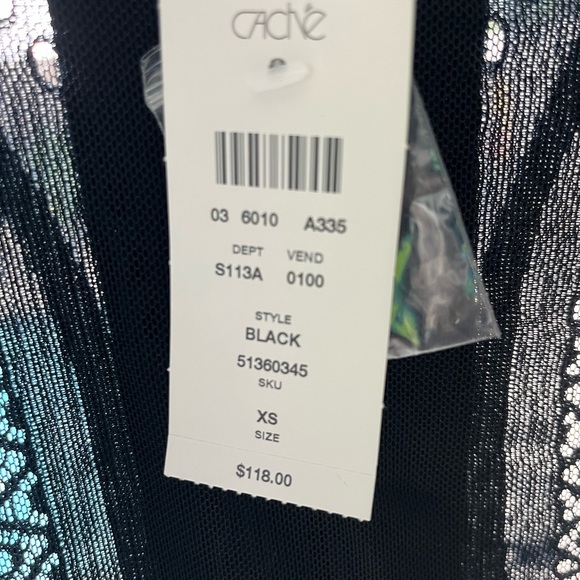 Caché
03 6010 A335
DEPT VEND
S113A 0100
STYLE
BLACK
51360345
SKU
XS
SIZE
$118.00